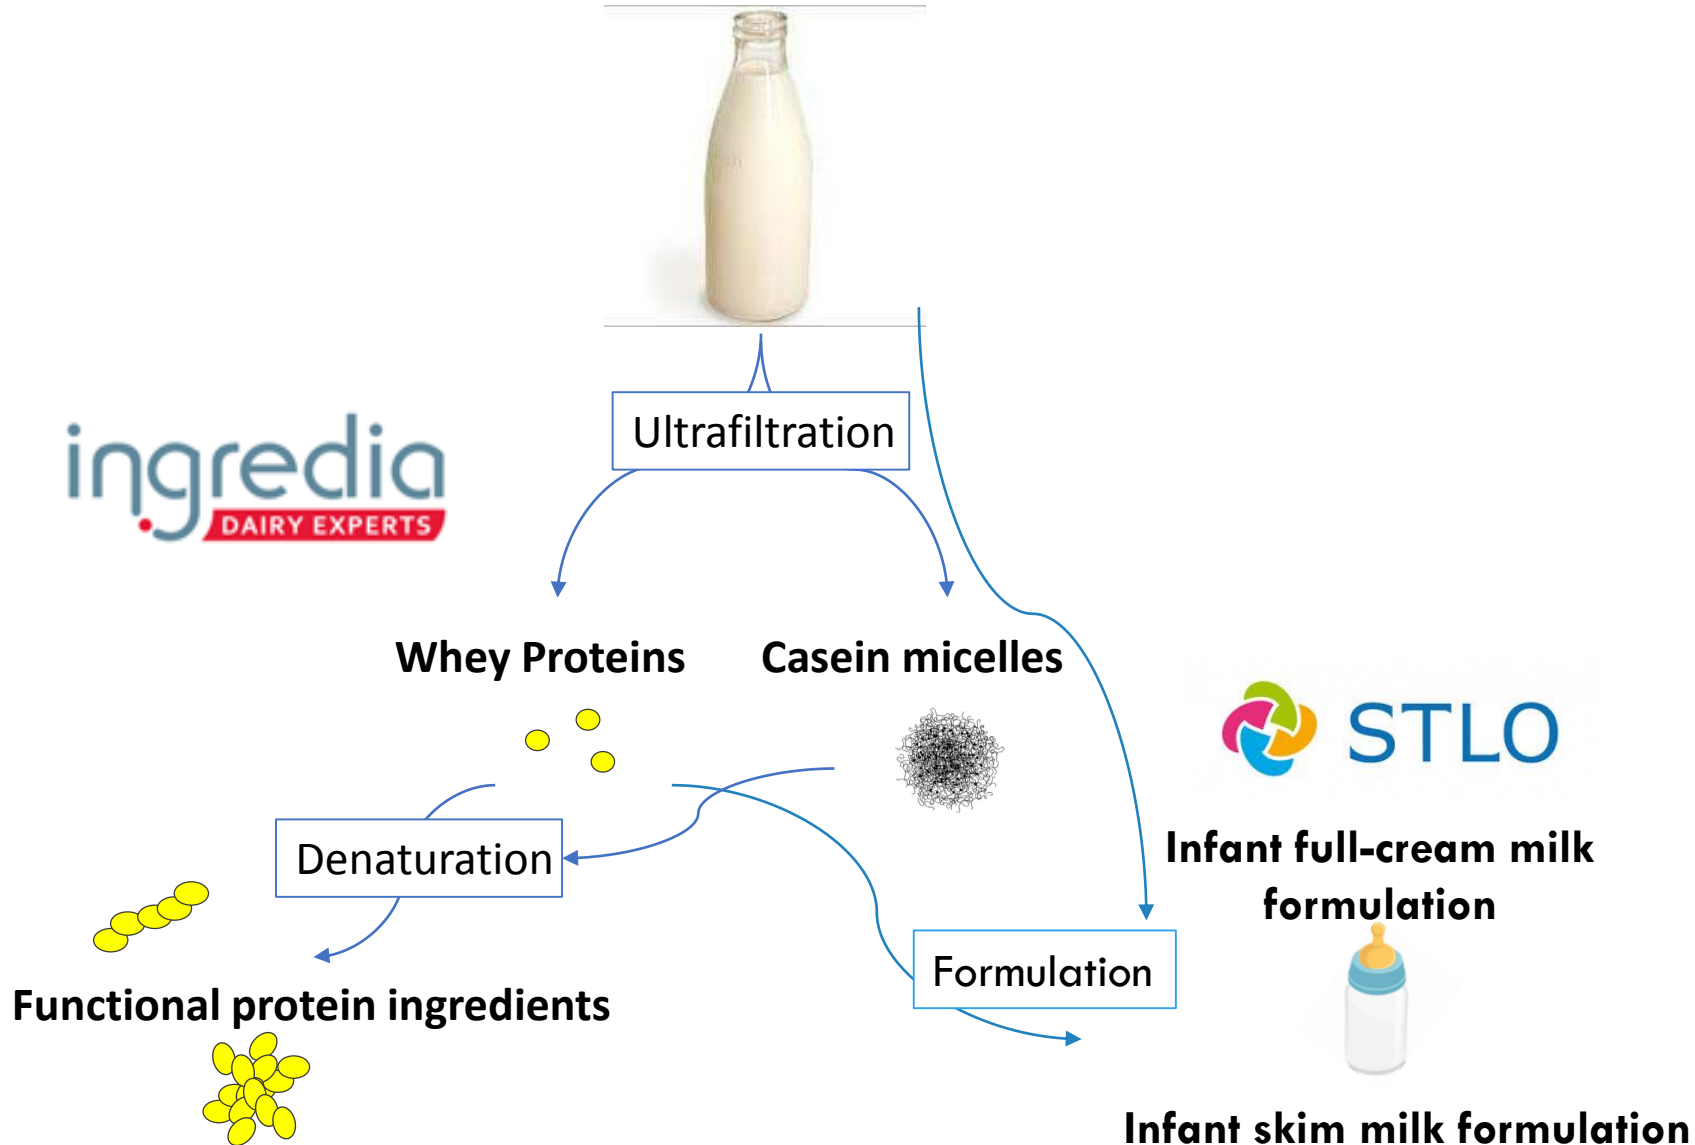 Ultrafiltration
ingredia
DAIRY EXPERTS
Whey Proteins
Casein micelles
STLO
Denaturation
Infant full-cream milk
formulation
Formulation
Functional protein ingredients
Infant skim milk formulation